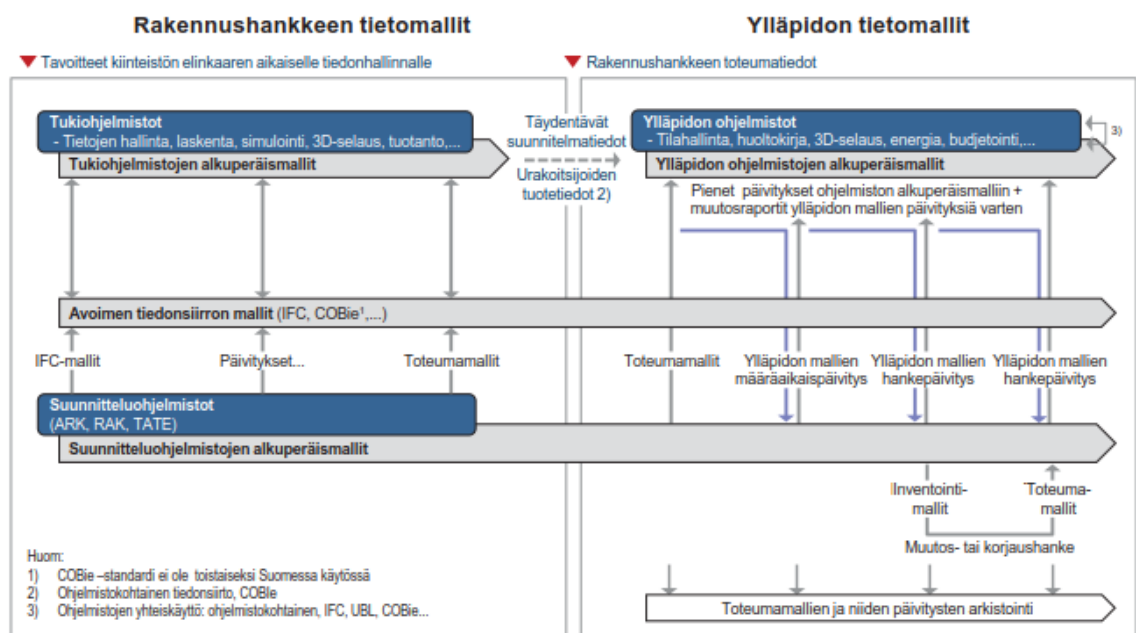 Rakennushankkeen tietomallit
Ylläpidon tietomallit
Tavoitteet kiinteistön elinkaaren aikaiselle tiedonhallinnalle
Rakennushankkeen toteumatiedot
Tukiohjelmistot
- Tietojen hallinta, laskenta, simulointi, 3D-selaus, tuotanto,...
Tukiohjelmistojen alkuperäismallit
Täydentävät
suunnitelmatiedot
Urakoitsijoiden
tuotetiedot 2)
Ylläpidon ohjelmistot
- Tilahallinta, huoltokirja, 3D-selaus, energia, budjetointi,...
3)
Ylläpidon ohjelmistojen alkuperäismallit
Pienet päivitykset ohjelmiston alkuperäismalliin +
muutosraportit ylläpidon mallien päivityksiä varten
Avoimen tiedonsiirron mallit (IFC, COBie¹,...)
IFC-mallit
Päivitykset...
Toteumamallit
Toteumamallit
Ylläpidon mallien
määräaikaispäivitys
Ylläpidon mallien
hankepäivitys
Ylläpidon mallien
hankepäivitys
Suunnitteluohjelmistot
(ARK, RAK, TATE)
Suunnitteluohjelmistojen alkuperäismallit
Inventointi-
mallit
Toteuma-
mallit
Muutos- tai korjaushanke
Toteumamallien ja niiden päivitysten arkistointi
Huom:
1) COBie –standardi ei ole toistaiseksi Suomessa käytössä
2) Ohjelmistokohtainen tiedonsiirto, COBIe
3) Ohjelmistojen yhteiskäyttö: ohjelmistokohtainen, IFC, UBL, COBie...